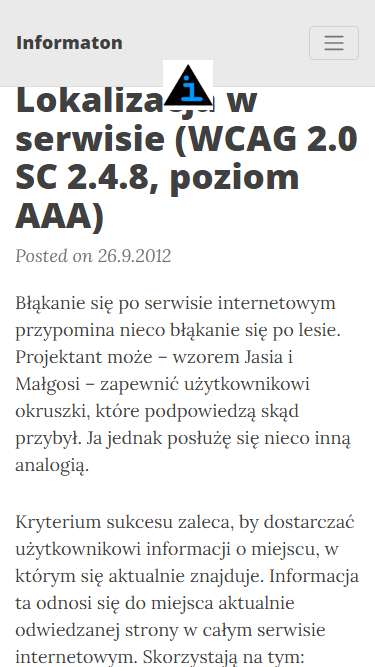 Informaton
Lokalizacja w
serwisie (WCAG 2.0
SC 2.4.8, poziom
AAA)
Posted on 26.9.2012
Błąkanie się po serwisie internetowym
przypomina nieco błąkanie się po lesie.
Projektant może – wzorem Jasia i
Małgosi – zapewnić użytkownikowi
okruszki, które podpowiedzą skąd
przybył. Ja jednak posłużę się nieco inną
analogią.
Kryterium sukcesu zaleca, by dostarczać
użytkownikowi informacji o miejscu, w
którym się aktualnie znajduje. Informacja
ta odnosi się do miejsca aktualnie
odwiedzanej strony w całym serwisie
internetowym. Skorzystają na tym: